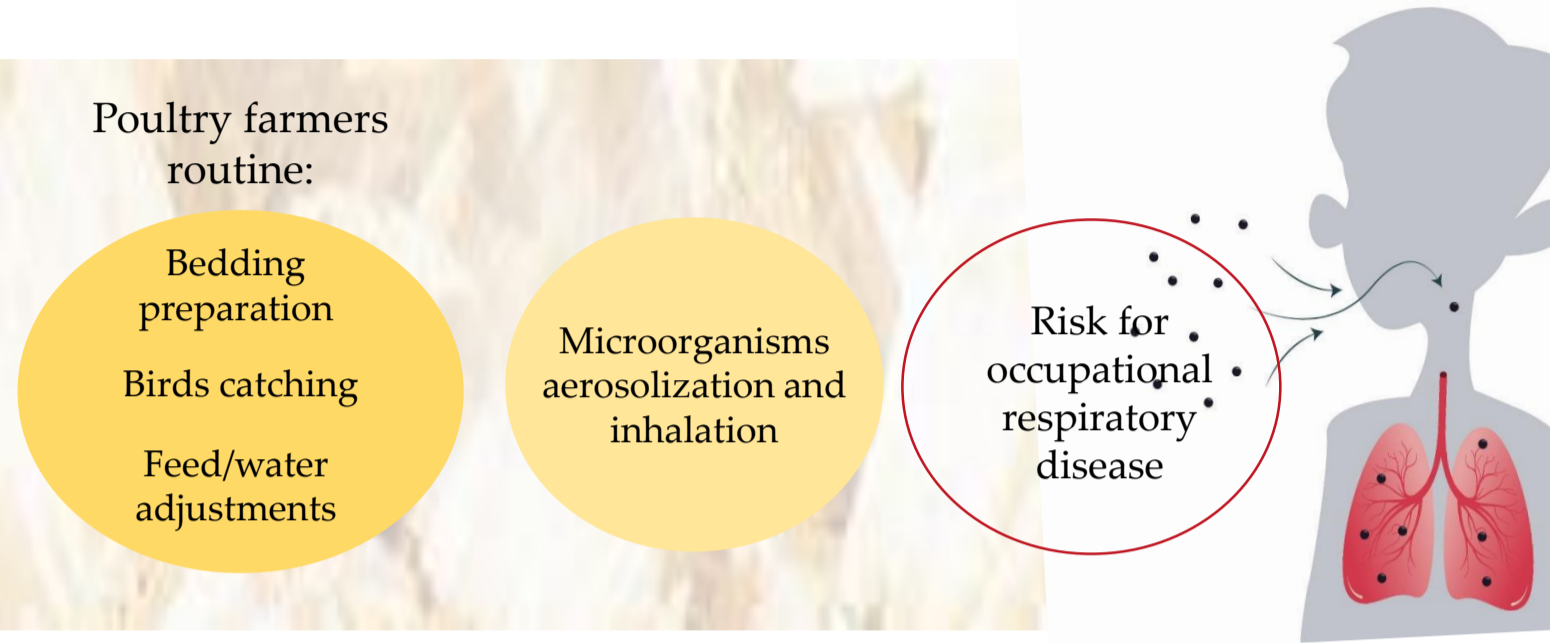 Poultry farmers
routine:
Bedding
preparation
Birds catching
Feed/water
adjustments
Microorganisms
aerosolization and
inhalation
Risk for
occupational
respiratory
disease